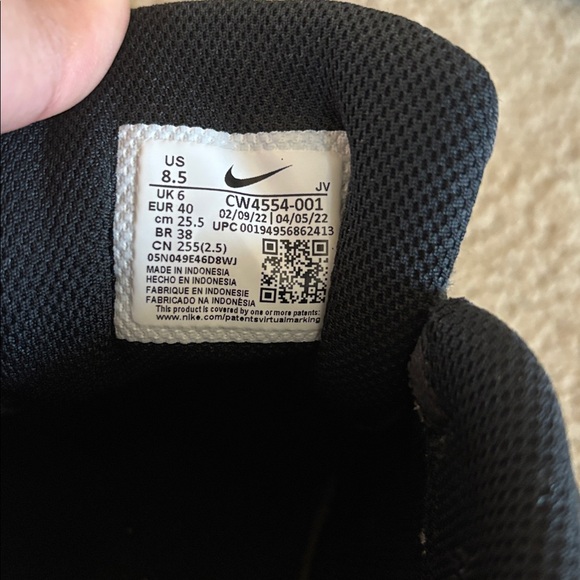 US
8.5
JV
UK 6
CW4554-001
EUR 40
02/09/22 | 04/05/22
cm 25.5
UPC 00194956862413
BR 38
CN 255(2.5)
05N049E46D8WJ
MADE IN INDONESIA
HECHO EN INDONESIA
FABRIQUE EN INDONESIE
FABRICADO NA INDONÈSIA
This product is covered by one or more patents:
www.nike.com/patentsvirtualmarking